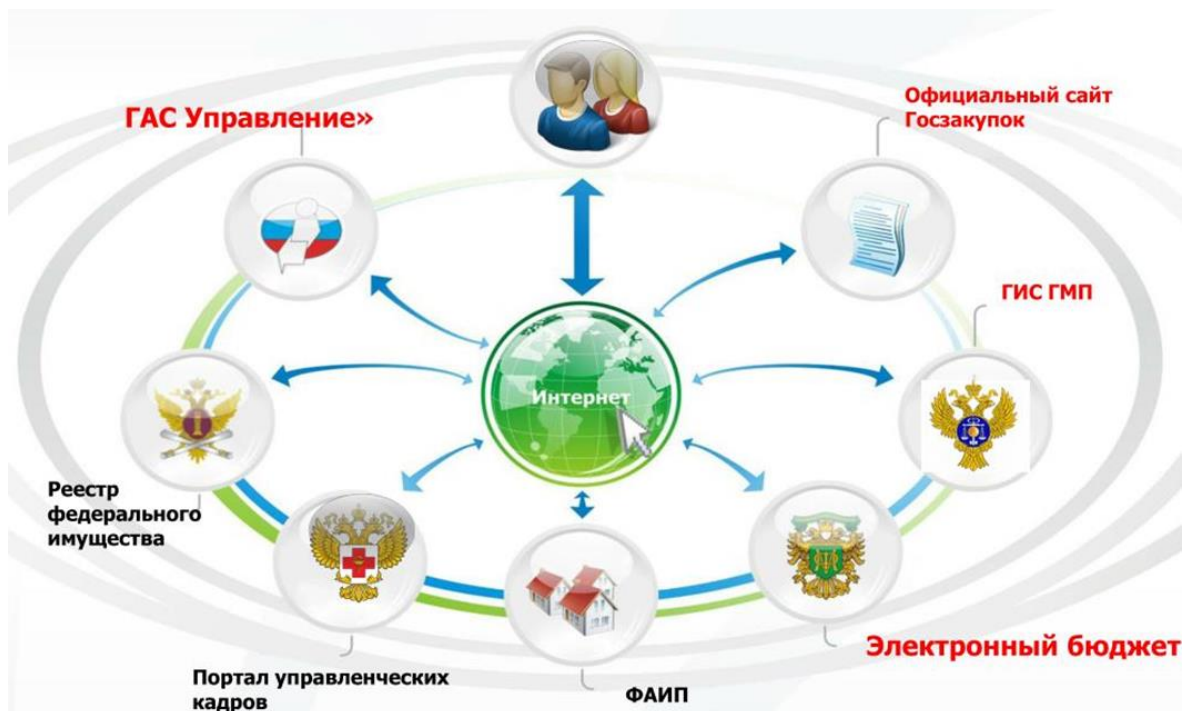 ГАС Управление»
Официальный сайт
Госзакупок
ГИС ГМП
Интернет
Реестр
федерального
имущества
Электронный бюджет
Портал управленческих
кадров
ФАИП